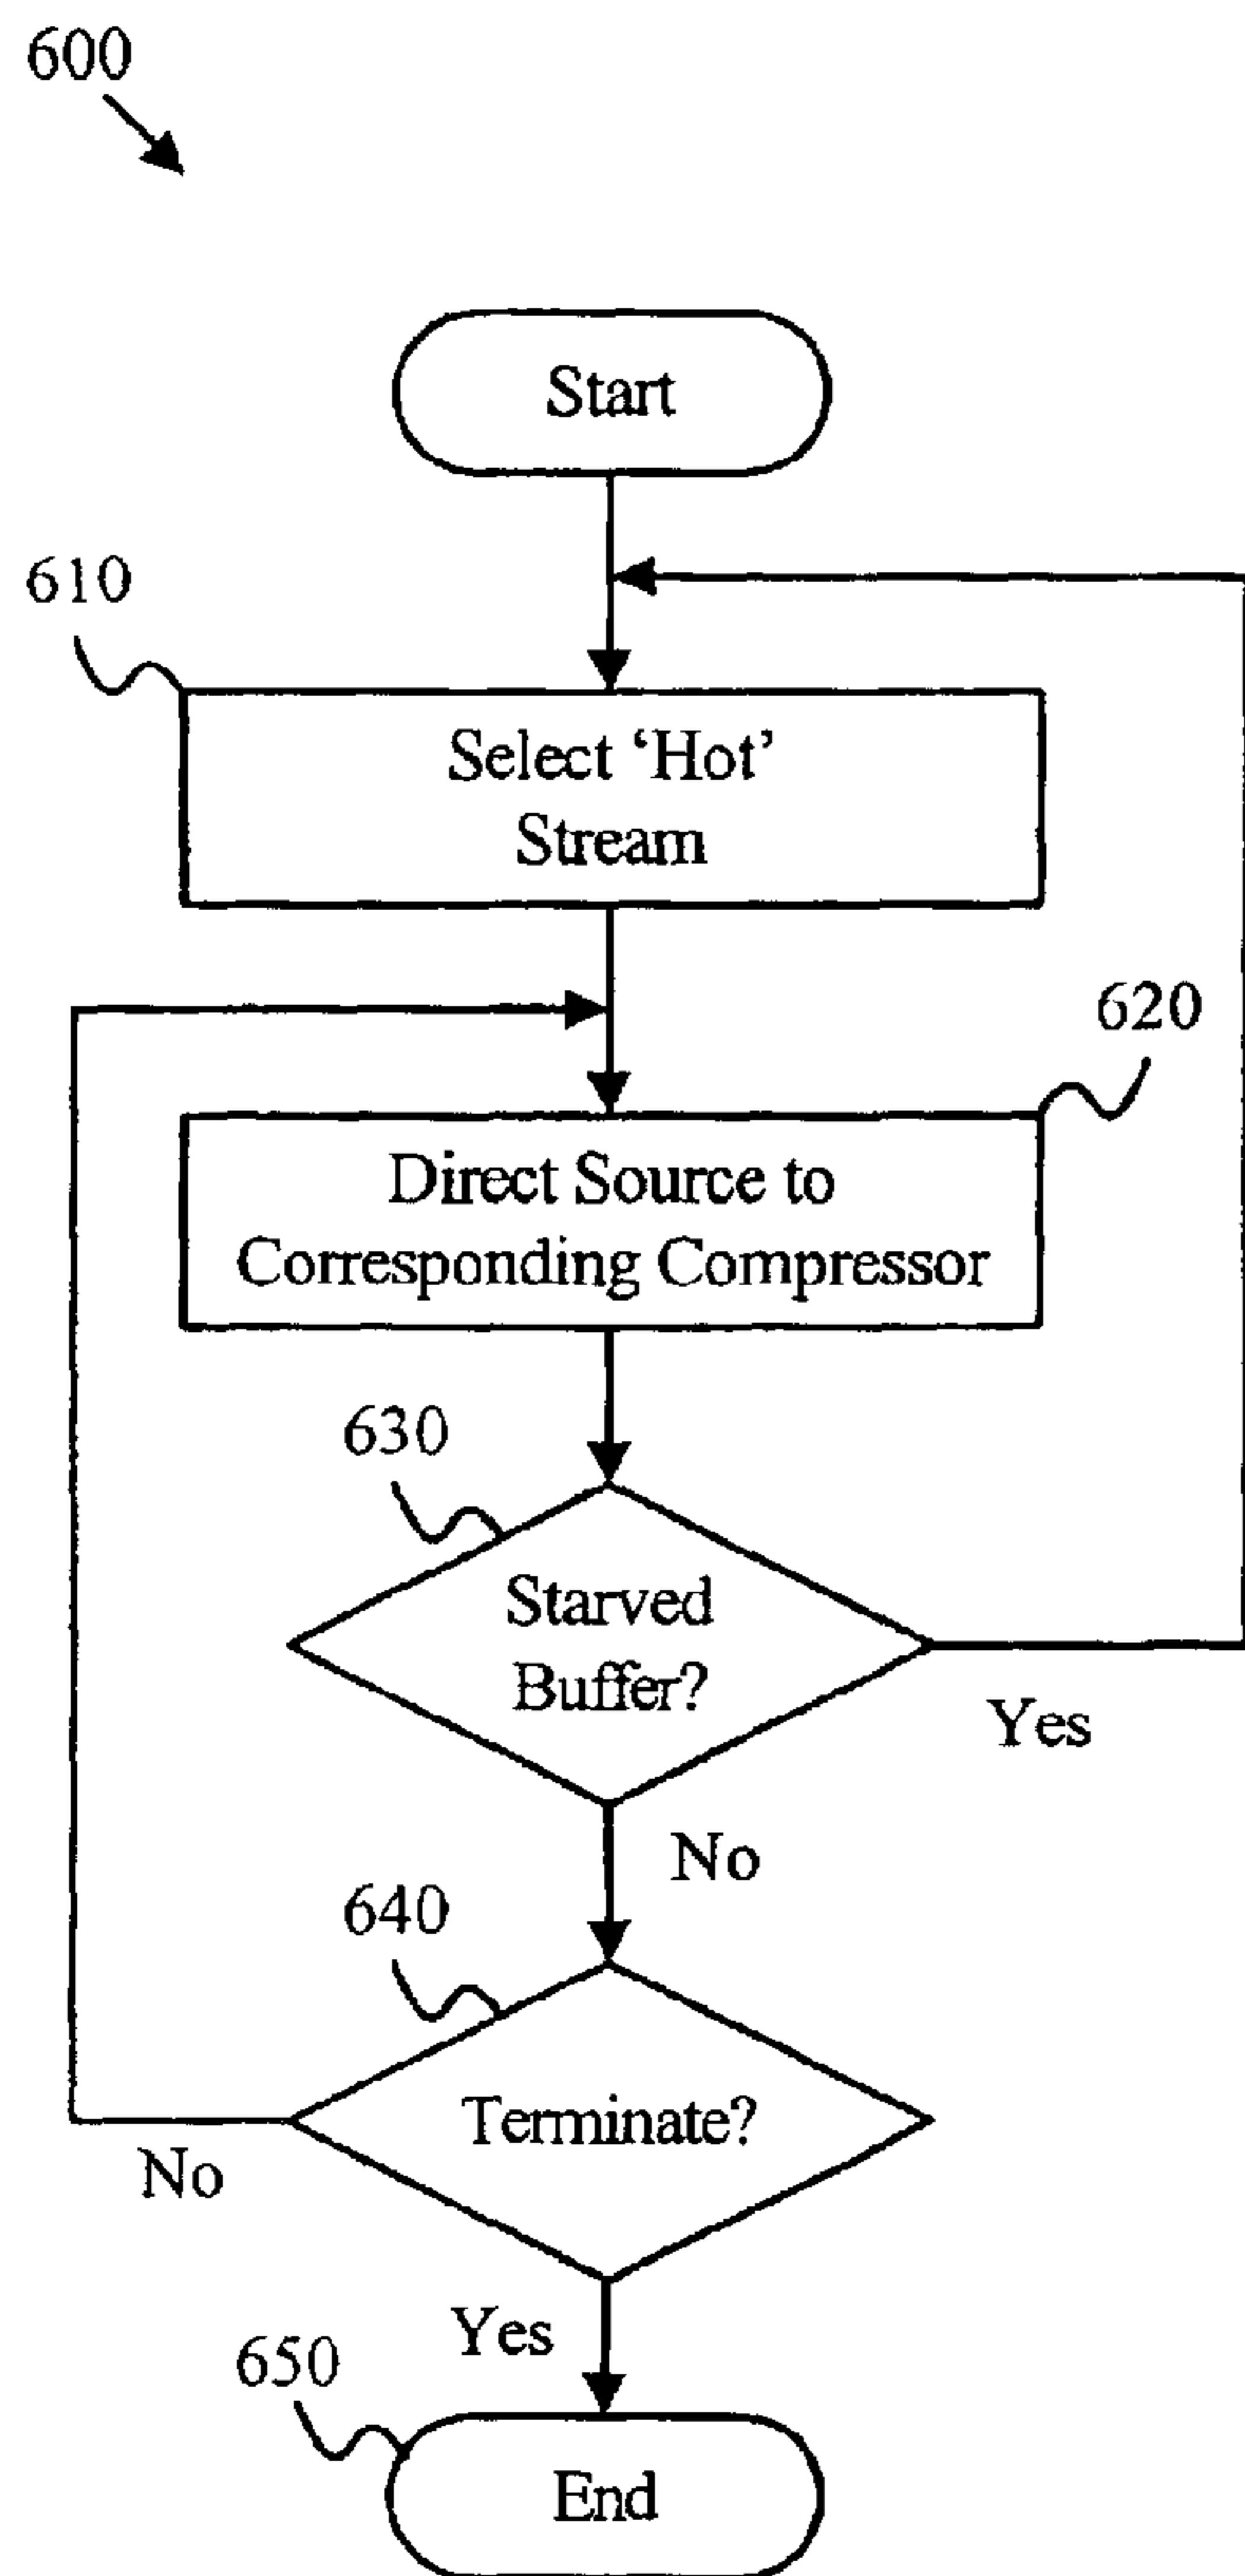 600
Start
610
Select ‘Hot’
Stream
620
Direct Source to
Corresponding Compressor
630
Starved
Buffer?
Yes
No
640
Terminate?
No
Yes
650
End